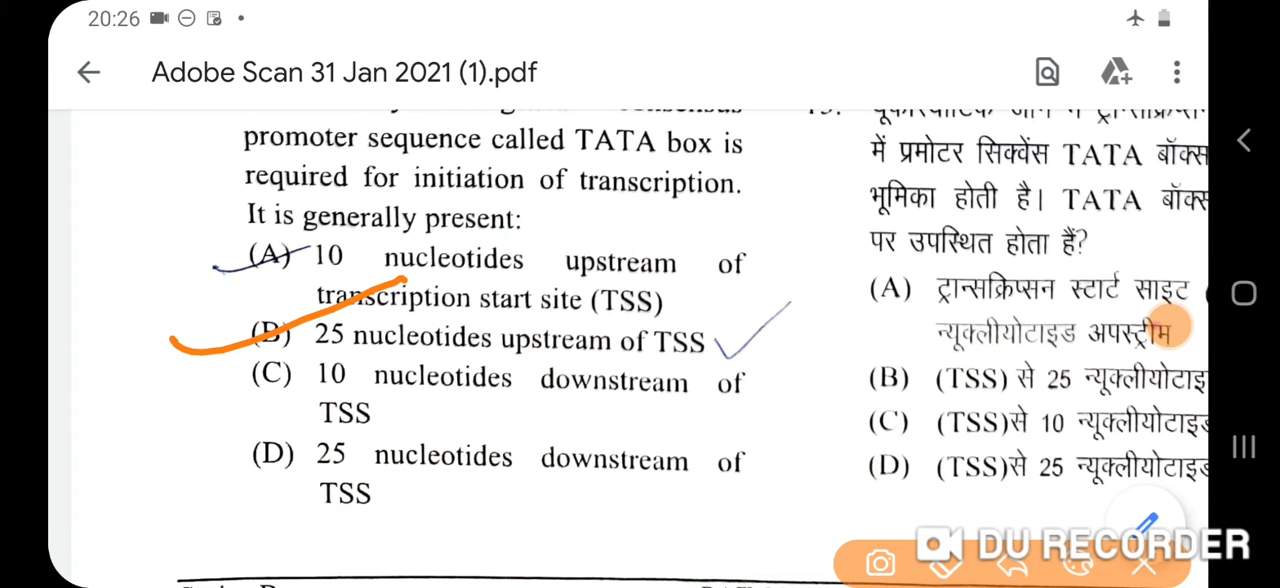 20:26
Adobe Scan 31 Jan 2021 (1).pdf
consensus
promoter sequence called TATA box is
required for initiation of transcription.
It is generally present:
(A) 10 nucleotides upstream of
transcription start site (TSS)
(B) 25 nucleotides upstream of TSS
(C) 10 nucleotides downstream of
TSS
(D) 25 nucleotides downstream of
TSS
में प्रमोटर सिक्वेंस TATA बॉक्स
भूमिका होती है। TATA बॉक्स
पर उपस्थित होता हैं?
(A) ट्रान्सक्रिप्सन स्टार्ट साइट
न्यूक्लीयोटाइड अपस्ट्रीम
(B) (TSS) से 25 न्यूक्लीयोटाइ
(C) (TSS)से 10 न्यूक्लीयोटाइड
(D) (TSS)से 25 न्यूक्लीयोटाइड
DU RECORDER